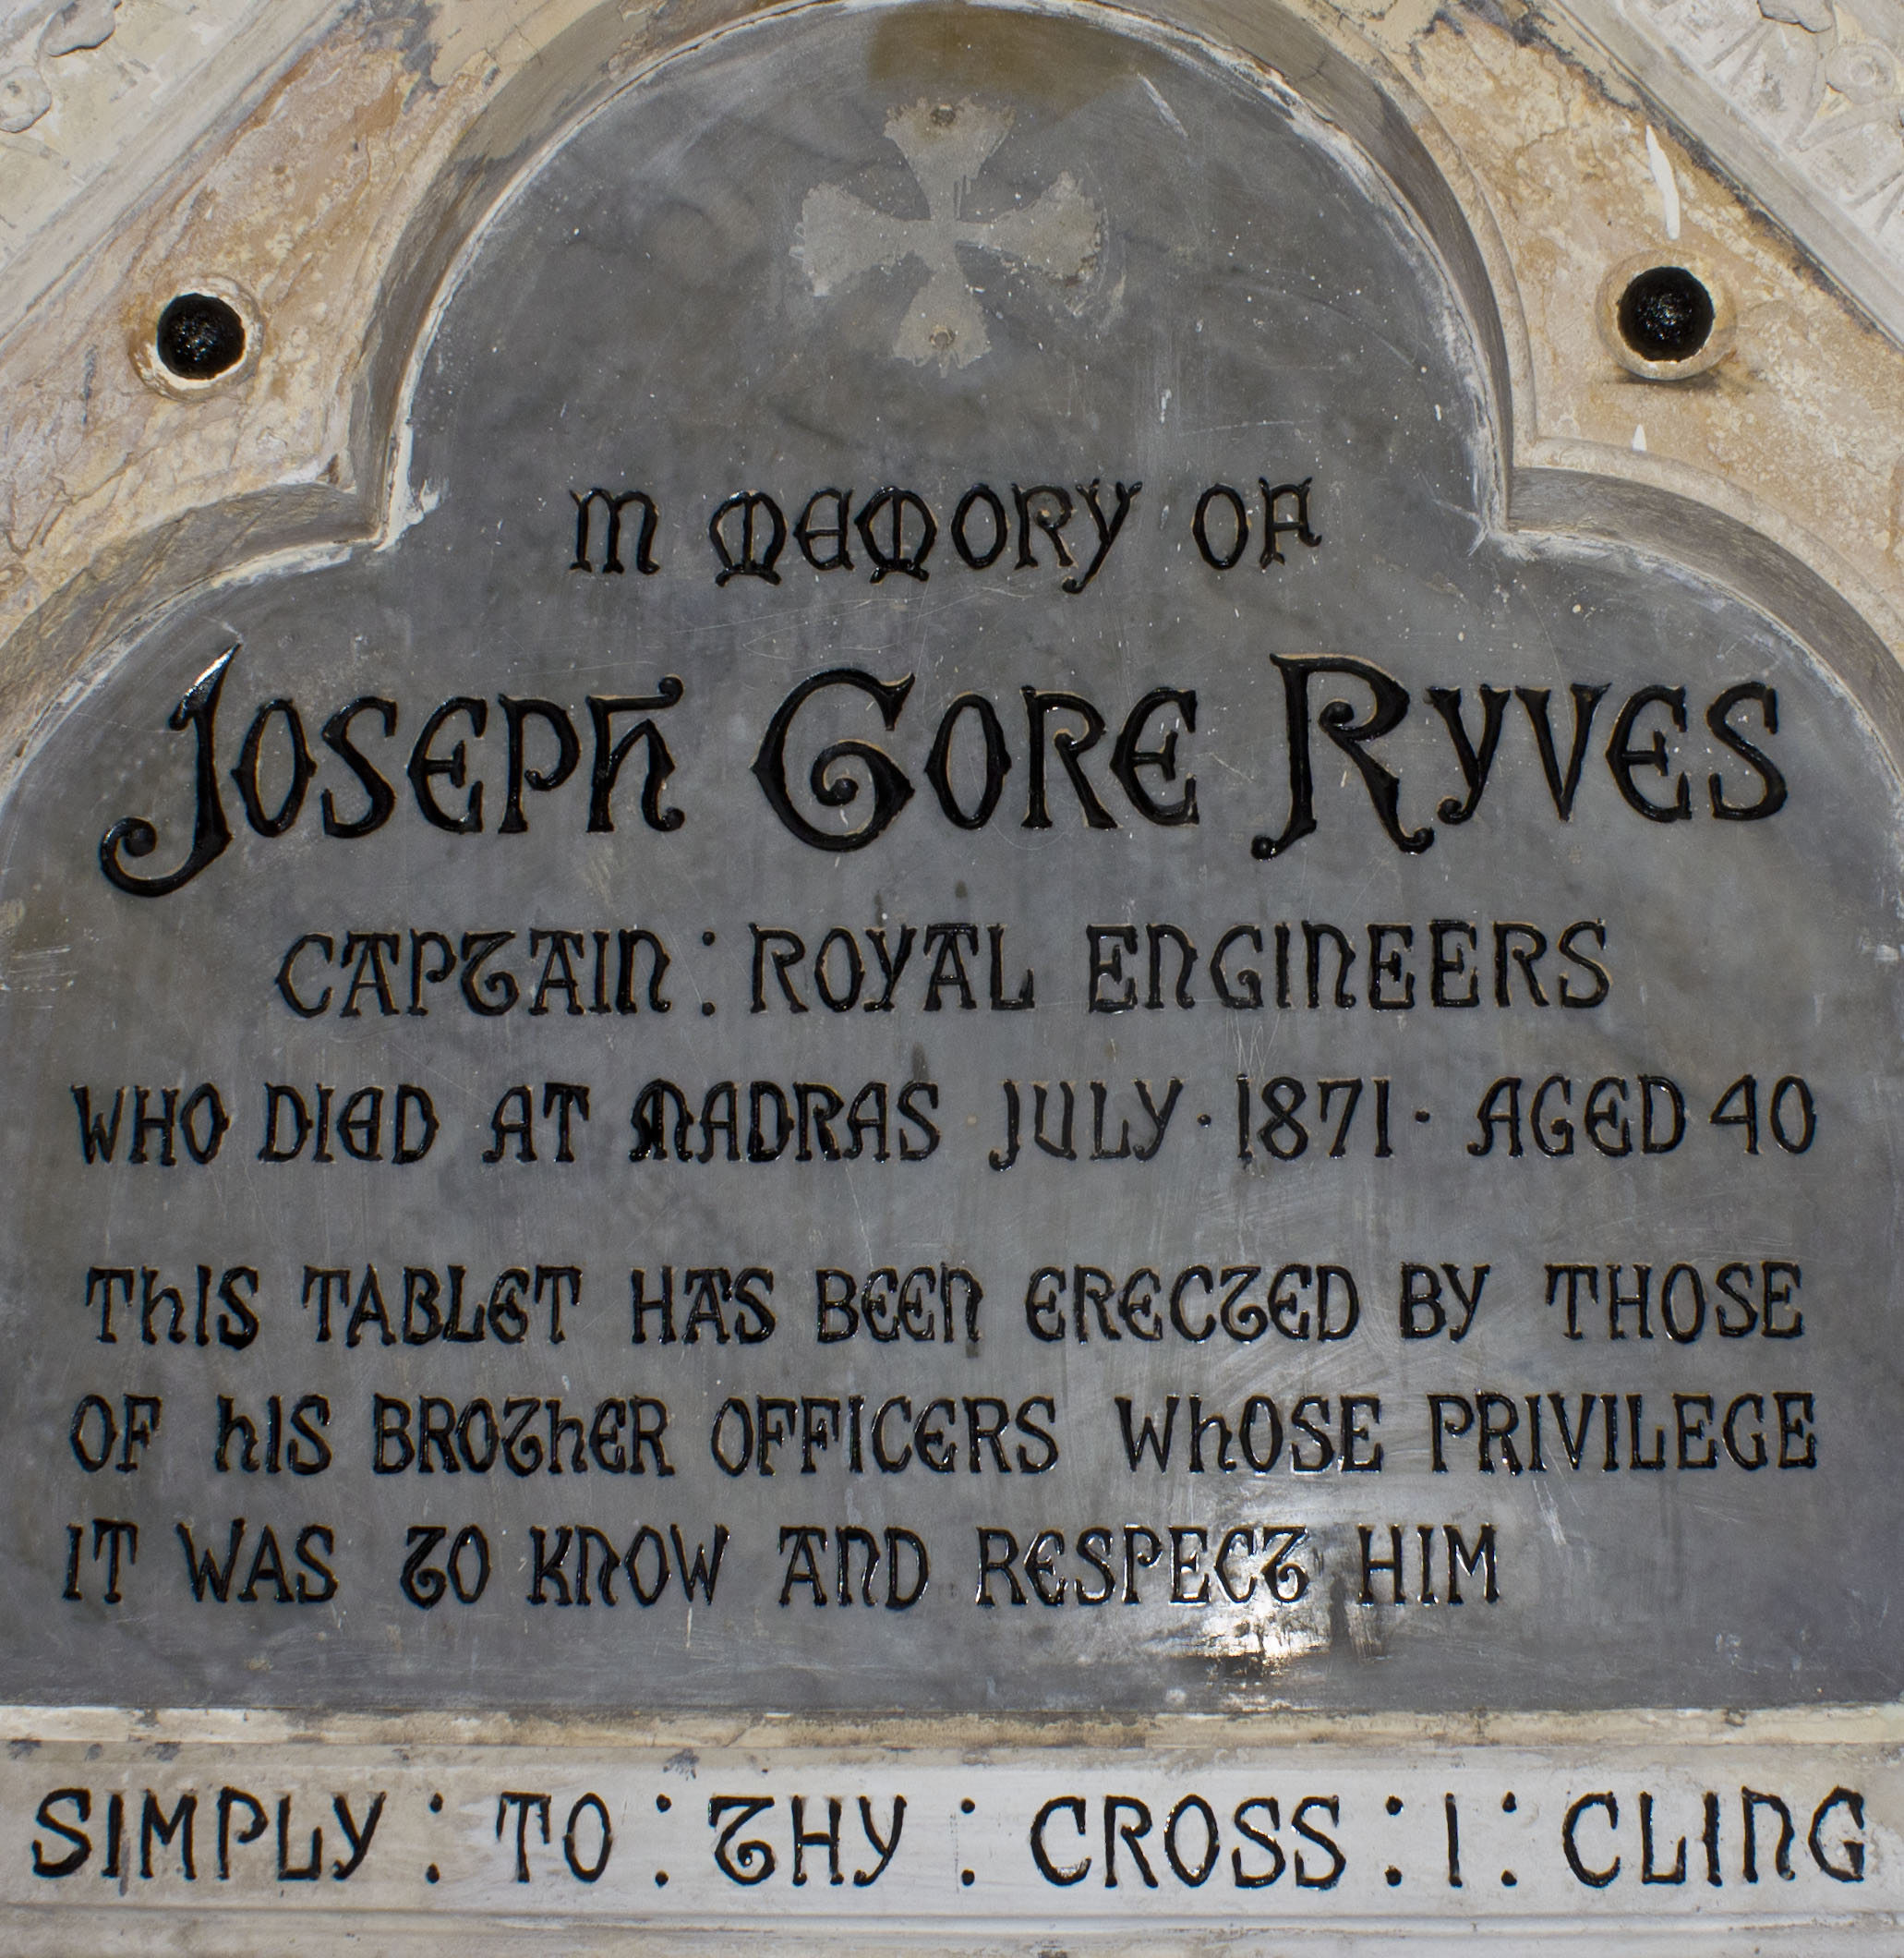 IN MEMORY OF
JOSEPH GORE RYVES
CAPTAIN : ROYAL ENGINEERS
WHO DIED AT MADRAS JULY · 1871 · AGED 40
THIS TABLET HAS BEEN ERECTED BY THOSE
OF HIS BROTHER OFFICERS WHOSE PRIVILEGE
IT WAS TO KNOW AND RESPECT HIM
SIMPLY : TO : THY : CROSS : I : CLING